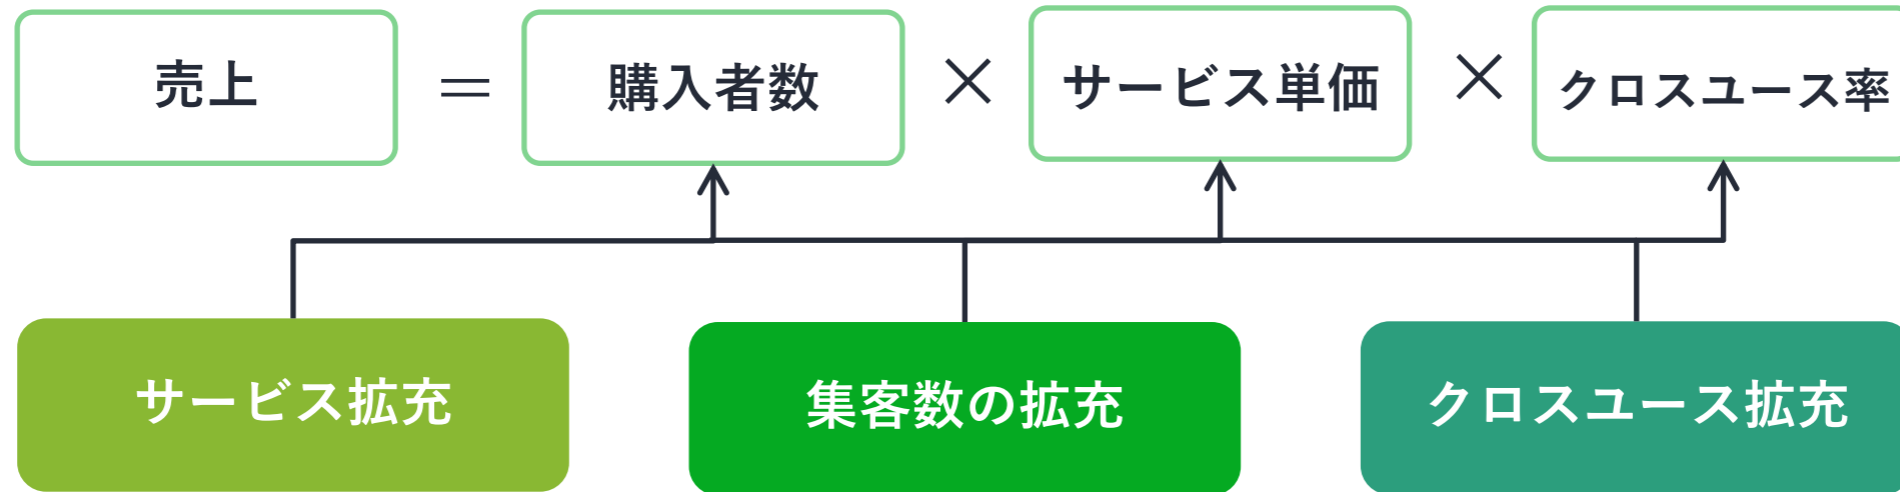 売上 = 購入者数 × サービス単価 × クロスユース率
サービス拡充 集客数の拡充 クロスユース拡充